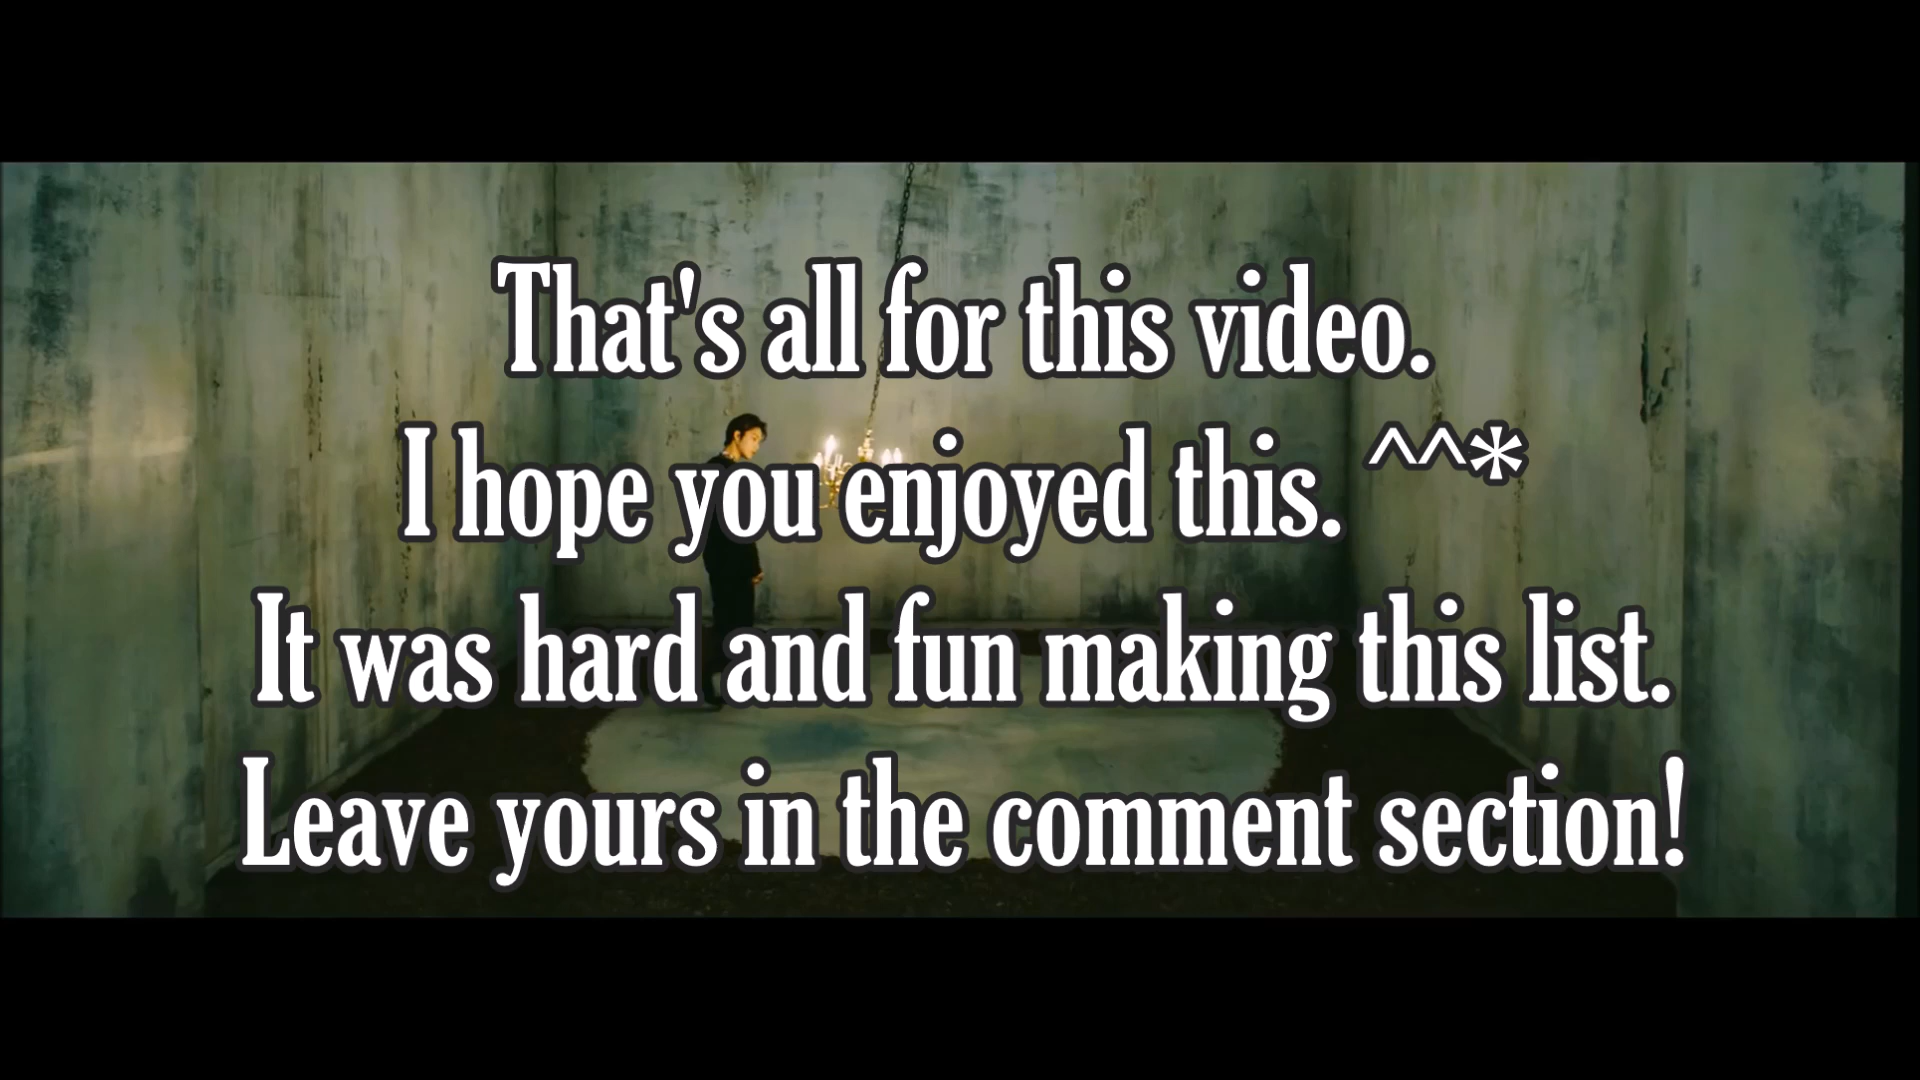 That's all for this video.
I hope you enjoyed this. ^^*
It was hard and fun making this list.
Leave yours in the comment section!